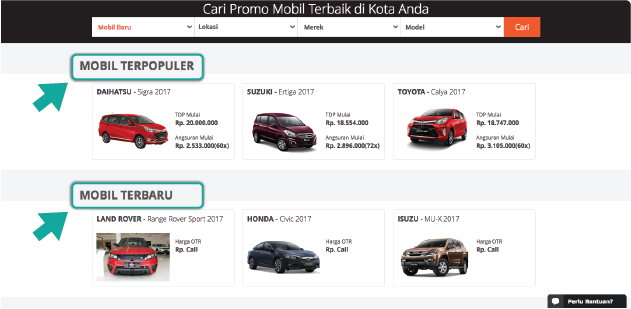 Cari Promo Mobil Terbaik di Kota Anda
Mobil Baru Lokasi Merek Model Cari
MOBIL TERPOPULER
DAIHATSU - Sigra 2017
TDP Mulai
Rp. 20.000.000
Angsuran Mulai
Rp. 2.533.000(60x)
SUZUKI - Ertiga 2017
TDP Mulai
Rp. 18.554.000
Angsuran Mulai
Rp. 2.896.000(72x)
TOYOTA - Calya 2017
TDP Mulai
Rp. 18.747.000
Angsuran Mulai
Rp. 3.105.000(60x)
MOBIL TERBARU
LAND ROVER - Range Rover Sport 2017
Harga OTR
Rp. Call
HONDA - Civic 2017
Harga OTR
Rp. Call
ISUZU - MU-X 2017
Harga OTR
Rp. Call
Perlu Bantuan?